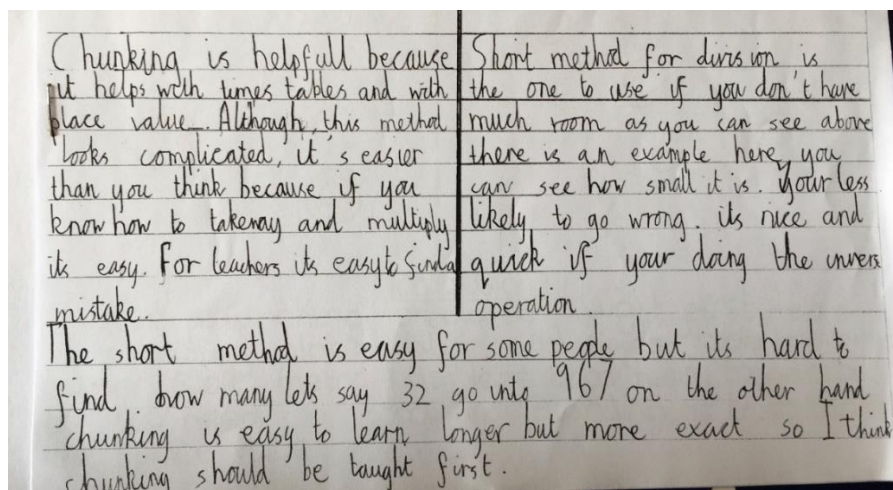 Chunking is helpfull because
it helps with times tables and with
place value. Although, this method
looks complicated, it's easier
than you think because if you
know how to takeway and multiply
its easy. For teachers its easy to find a
mistake.
Short method for division is
the one to use if you don't have
much room as you can see above
there is an example here, you
can see how small it is. Your less
likely to go wrong. its nice and
quick if your doing the invers
operation.
The short method is easy for some people but its hard to
find how many lets say 32 go into 967 on the other hand
chunking is easy to learn longer but more exact so I think
chunking should be taught first.